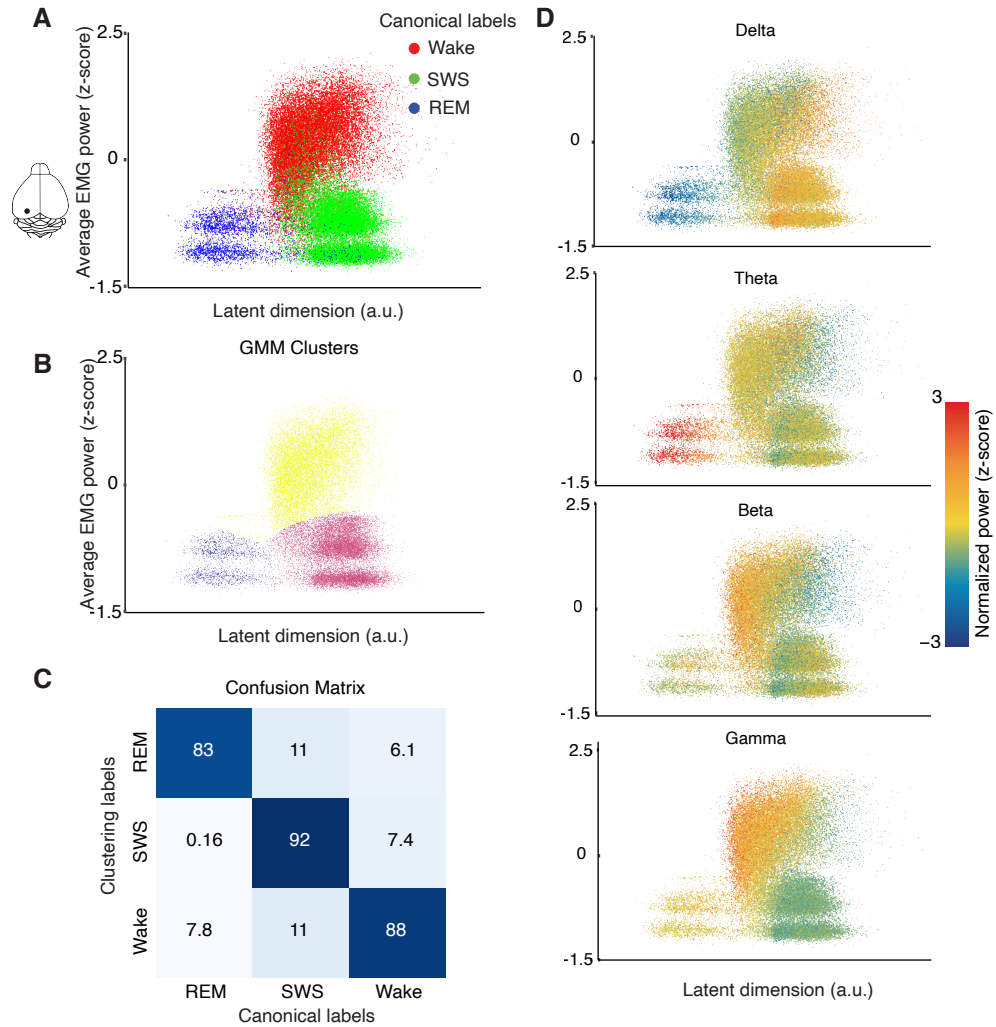 A
2.5
0
-1.5
Average EMG power (z-score)
Latent dimension (a.u.)
Canonical labels
Wake
SWS
REM
B
GMM Clusters
2.5
0
-1.5
Average EMG power (z-score)
Latent dimension (a.u.)
C
Confusion Matrix
Clustering labels
REM
83
11
6.1
SWS
0.16
92
7.4
Wake
7.8
11
88
REM
SWS
Wake
Canonical labels
D
Delta
2.5
0
-1.5
Theta
2.5
0
-1.5
Beta
2.5
0
-1.5
Gamma
2.5
0
-1.5
Latent dimension (a.u.)
3
−3
Normalized power (z-score)